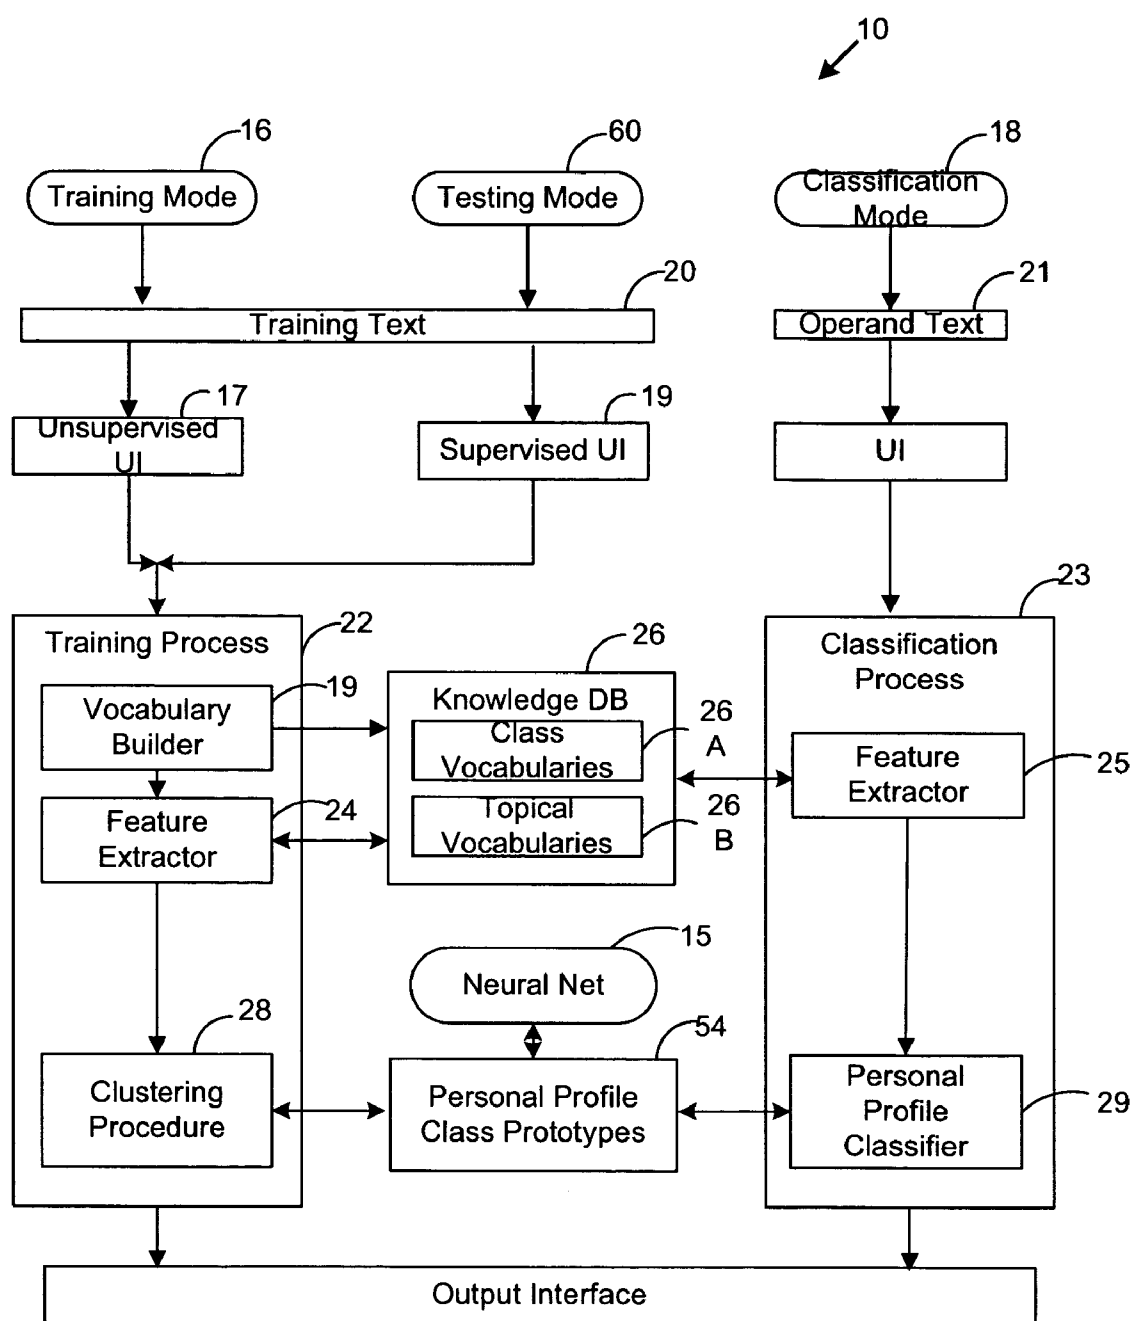 10
16
60
18
Training Mode
Testing Mode
Classification
Mode
20
21
Training Text
Operand Text
17
19
Unsupervised
UI
Supervised UI
UI
23
Training Process
22
26
Classification
Process
19
Vocabulary
Builder
Knowledge DB
Class
Vocabularies
26
A
Feature
Extractor
25
Feature
Extractor
24
Topical
Vocabularies
26
B
15
Neural Net
28
54
Clustering
Procedure
Personal Profile
Class Prototypes
Personal
Profile
Classifier
29
Output Interface